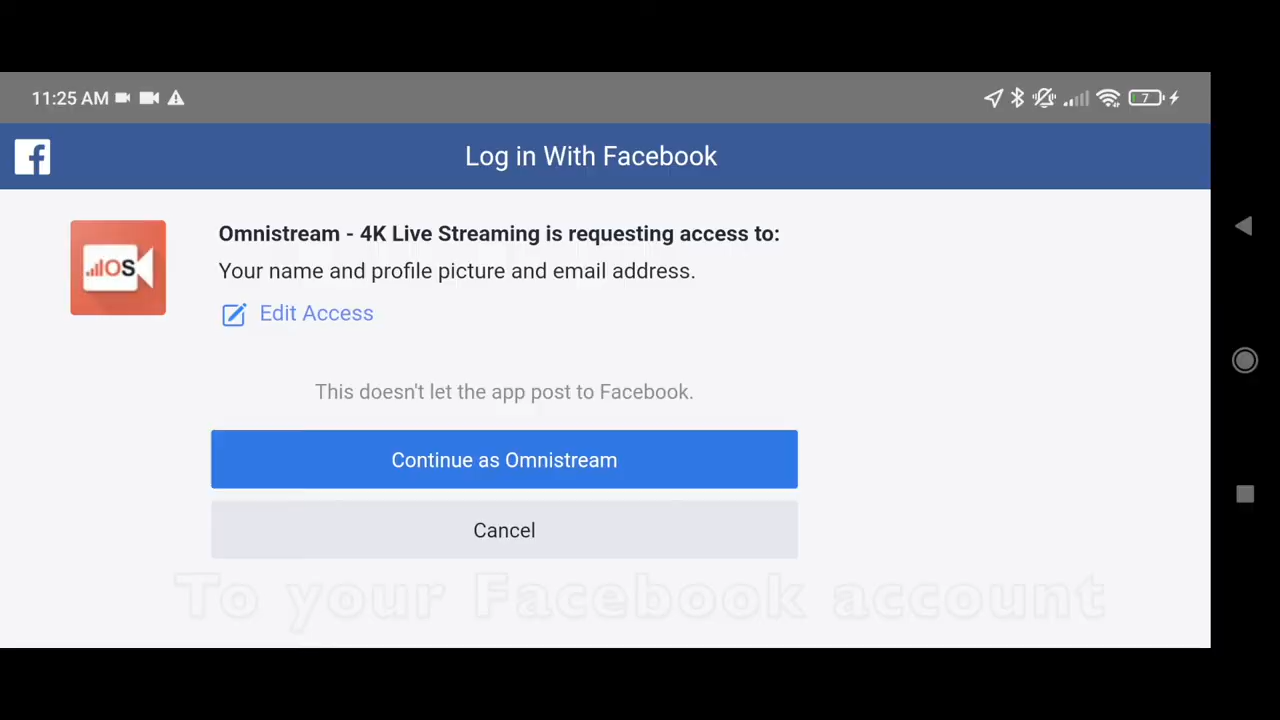 11:25 AM
7
Log in With Facebook
Omnistream - 4K Live Streaming is requesting access to:
OS
Your name and profile picture and email address.
Edit Access
This doesn't let the app post to Facebook.
Continue as Omnistream
Cancel
To your Facebook account